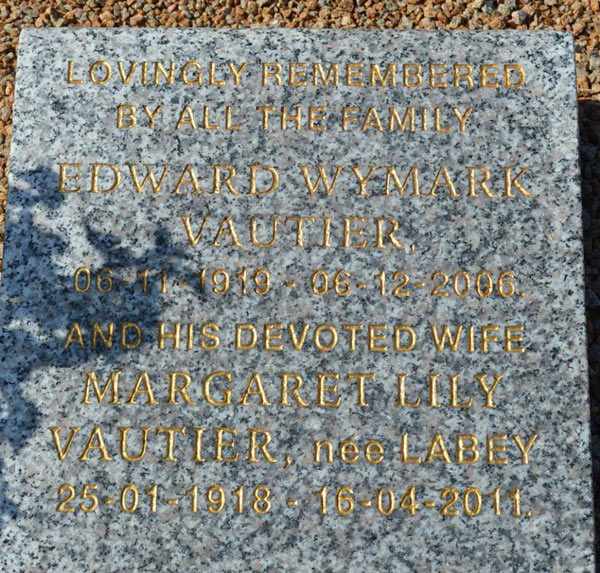 LOVINGLY REMEMBERED
BY ALL THE FAMILY
EDWARD WYMARK
VAUTIER,
06-11-1919 - 06-12-2006.
AND HIS DEVOTED WIFE
MARGARET LILY
VAUTIER, nee LABEY
25-01-1918 - 16-04-2011.